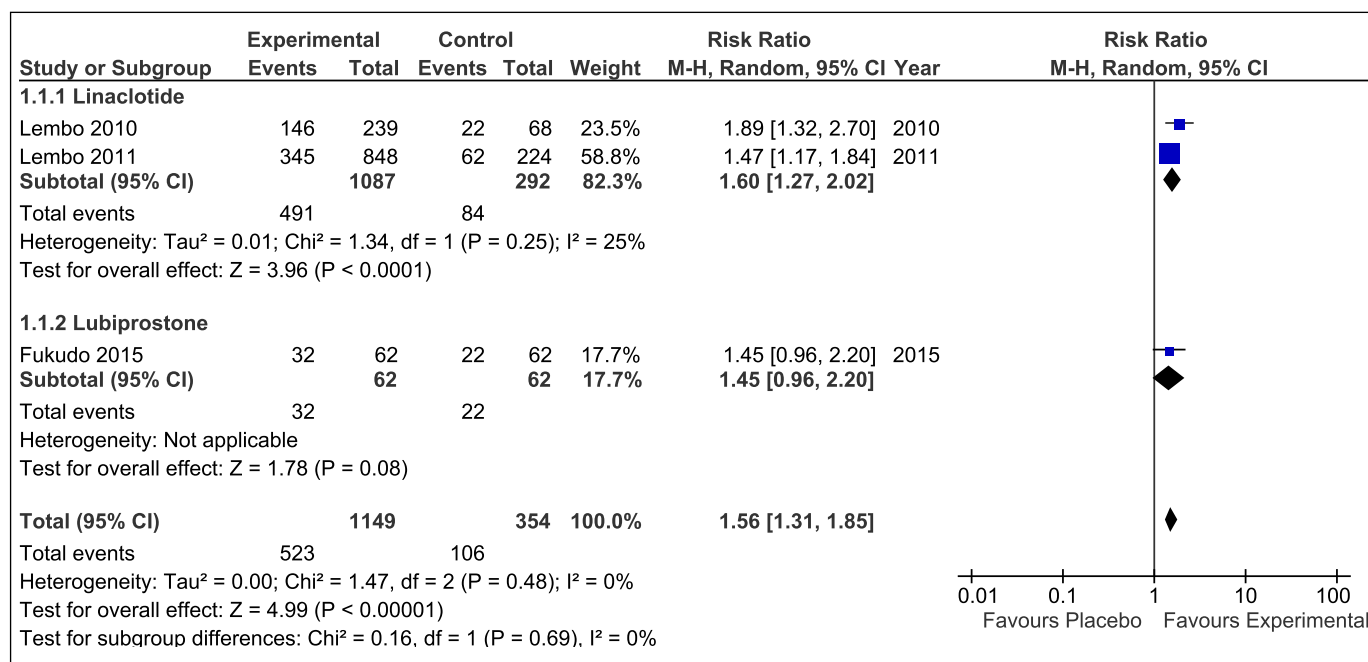 Experimental Control Risk Ratio Risk Ratio
Study or Subgroup Events Total Events Total Weight M-H, Random, 95% CI Year M-H, Random, 95% CI
1.1.1 Linaclotide
Lembo 2010 146 239 22 68 23.5% 1.89 [1.32, 2.70] 2010
Lembo 2011 345 848 62 224 58.8% 1.47 [1.17, 1.84] 2011
Subtotal (95% CI) 1087 292 82.3% 1.60 [1.27, 2.02]
Total events 491 84
Heterogeneity: Tau² = 0.01; Chi² = 1.34, df = 1 (P = 0.25); I² = 25%
Test for overall effect: Z = 3.96 (P < 0.0001)
1.1.2 Lubiprostone
Fukudo 2015 32 62 22 62 17.7% 1.45 [0.96, 2.20] 2015
Subtotal (95% CI) 62 62 17.7% 1.45 [0.96, 2.20]
Total events 32 22
Heterogeneity: Not applicable
Test for overall effect: Z = 1.78 (P = 0.08)
Total (95% CI) 1149 354 100.0% 1.56 [1.31, 1.85]
Total events 523 106
Heterogeneity: Tau² = 0.00; Chi² = 1.47, df = 2 (P = 0.48); I² = 0%
Test for overall effect: Z = 4.99 (P < 0.00001)
Test for subgroup differences: Chi² = 0.16, df = 1 (P = 0.69), I² = 0%
0.01 0.1 1 10 100
Favours Placebo Favours Experimental